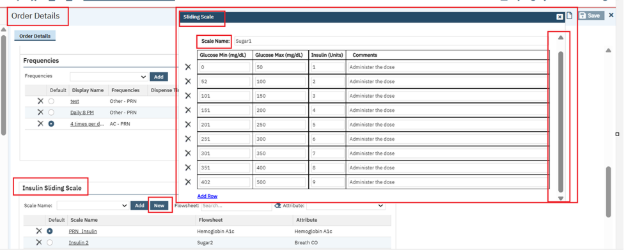 Order Details
Save
Order Details
Frequencies
Frequencies
Add
Default Display Name Frequencies Dispense
test Other - PRN
Daily 8 PM Other - PRN
4 times per d... AC - PRN
Insulin Sliding Scale
Scale Name: Add New Flowsheet Search... Attribute:
Default Scale Name Flowsheet Attribute
PRN Insulin Hemoglobin A1c Hemoglobin A1c
Insulin 2 Sugar2 Breath CO
Sliding Scale
Scale Name: Sugar1
Glucose Min (mg/dL) Glucose Max (mg/dL) Insulin (Units) Comments
0 50 1 Administer the dose
52 100 2 Administer the dose
101 150 3 Administer the dose
151 200 4 Administer the dose
201 250 5 Administer the dose
251 300 6 Administer the dose
301 350 7 Administer the dose
351 400 8 Administer the dose
402 500 9 Administer the dose
Add Row